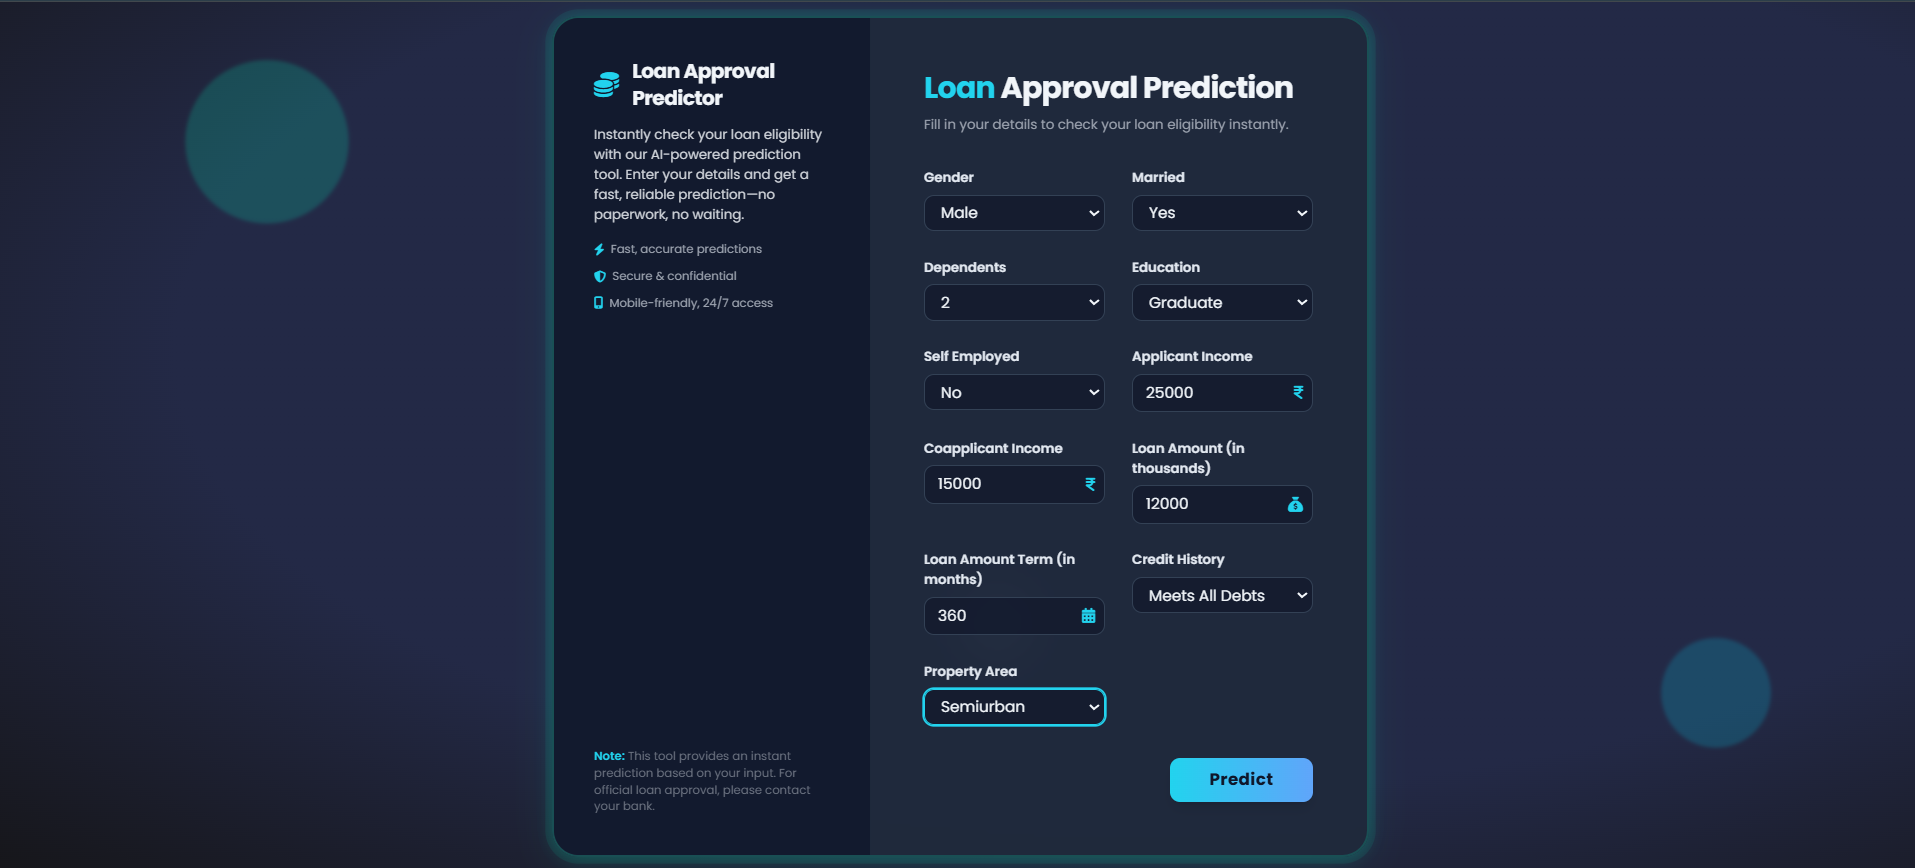 Loan Approval
Predictor
Instantly check your loan eligibility
with our AI-powered prediction
tool. Enter your details and get a
fast, reliable prediction—no
paperwork, no waiting.
Fast, accurate predictions
Secure & confidential
Mobile-friendly, 24/7 access
Note: This tool provides an instant
prediction based on your input. For
official loan approval, please contact
your bank.
Loan Approval Prediction
Fill in your details to check your loan eligibility instantly.
Gender
Male
Married
Yes
Dependents
2
Education
Graduate
Self Employed
No
Applicant Income
25000 ₹
Coapplicant Income
15000 ₹
Loan Amount (in
thousands)
12000 $
Loan Amount Term (in
months)
360
Credit History
Meets All Debts
Property Area
Semiurban
Predict